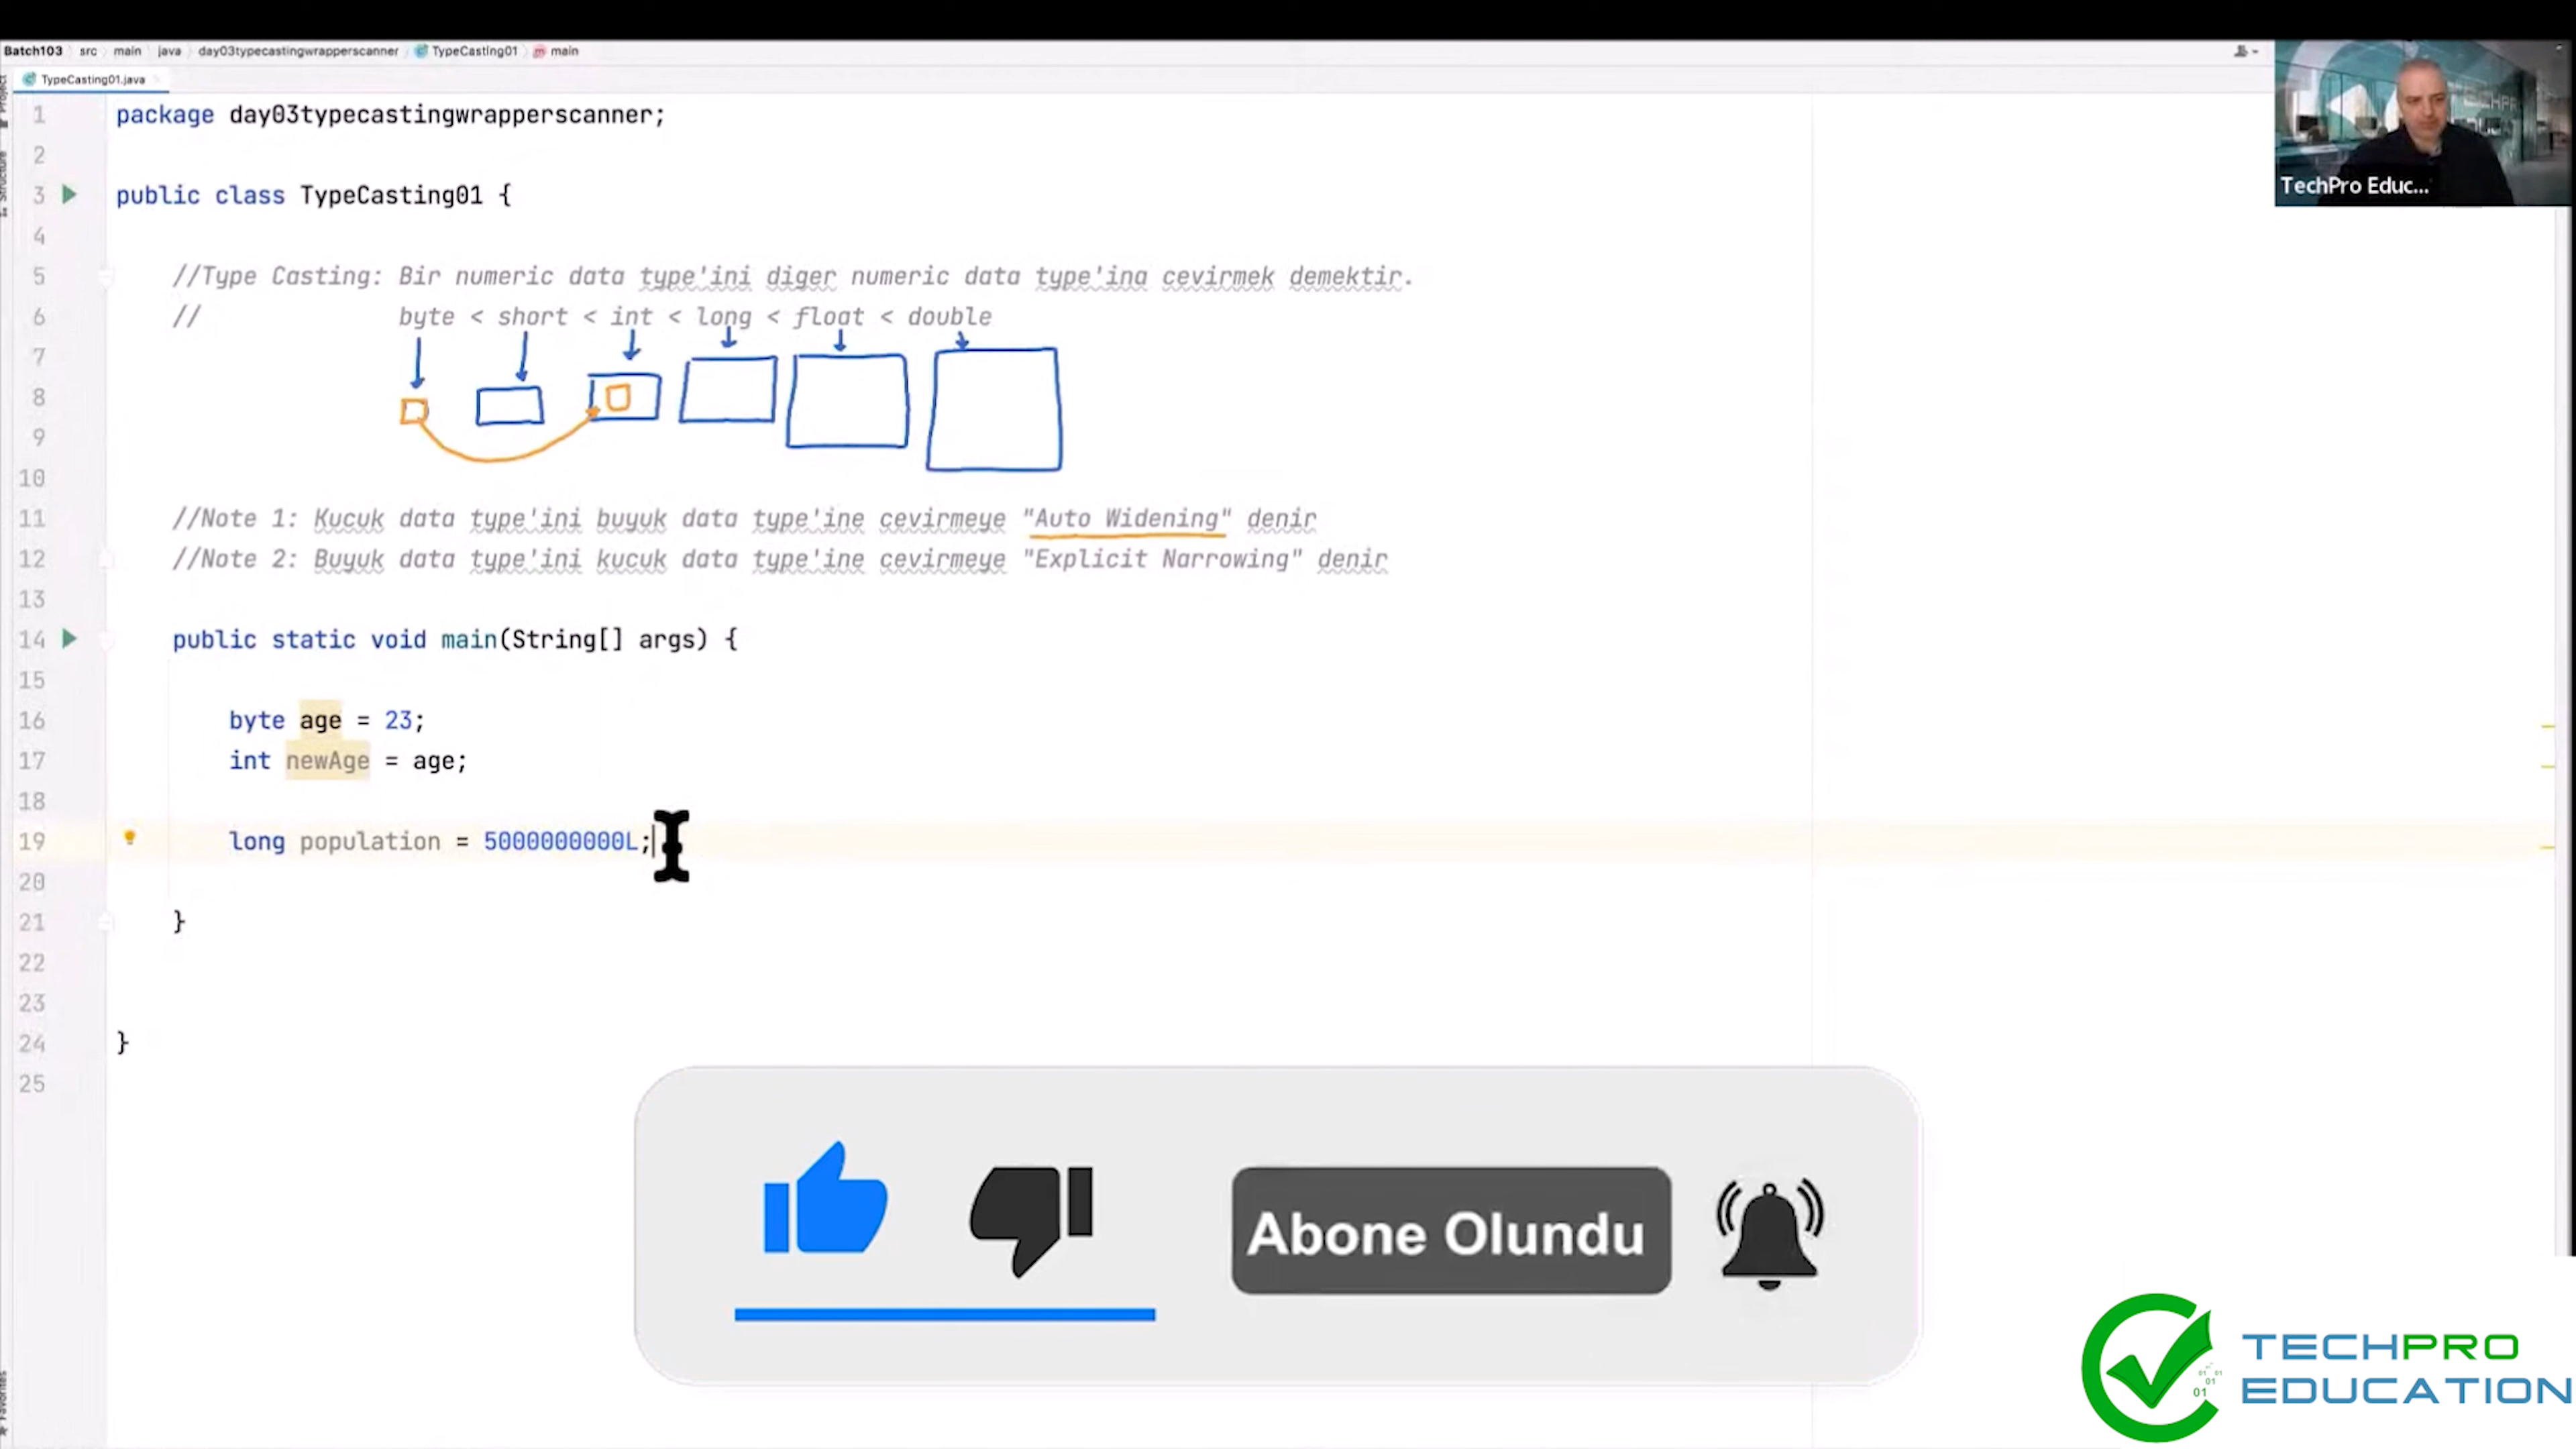 Batch103 src main java day03typecastingwrapperscanner TypeCasting01 main
TypeCasting01.java
Project
Structure
1 package day03typecastingwrapperscanner;
2
3 public class TypeCasting01 {
4
5 //Type Casting: Bir numeric data type'ini diger numeric data type'ina cevirmek demektir.
6 // byte < short < int < long < float < double
7
8
9
10
11 //Note 1: Kucuk data type'ini buyuk data type'ine cevirmeye "Auto Widening" denir
12 //Note 2: Buyuk data type'ini kucuk data type'ine cevirmeye "Explicit Narrowing" denir
13
14 public static void main(String[] args) {
15
16 byte age = 23;
17 int newAge = age;
18
19 long population = 5000000000L;
20
21 }
22
23
24 }
25
Favorites
TechPro Educ...
Abone Olundu
TECHPRO
EDUCATION